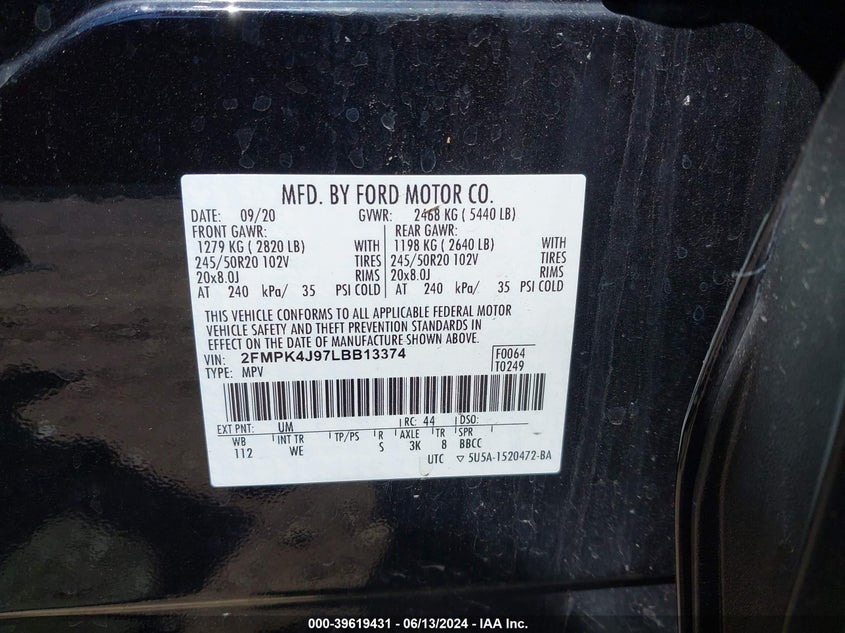 MFD. BY FORD MOTOR CO.
DATE: 09/20 GVWR: 2468 KG ( 5440 LB)
FRONT GAWR: REAR GAWR:
1279 KG ( 2820 LB) WITH 1198 KG ( 2640 LB) WITH
245/50R20 102V TIRES 245/50R20 102V TIRES
20x8.0J RIMS 20x8.0J RIMS
AT 240 kPa/ 35 PSI COLD AT 240 kPa/ 35 PSI COLD
THIS VEHICLE CONFORMS TO ALL APPLICABLE FEDERAL MOTOR
VEHICLE SAFETY AND THEFT PREVENTION STANDARDS IN
EFFECT ON THE DATE OF MANUFACTURE SHOWN ABOVE.
VIN: 2FMPK4J97LBB13374 F0064
TYPE: MPV T0249
EXT PNT: UM RC: 44 DSO:
WB INT TR TP/PS R AXLE TR SPR
112 WE S 3K 8 BBCC
UTC ▽ 5U5A-1520472-BA
000-39619431 - 06/13/2024 - IAA Inc.